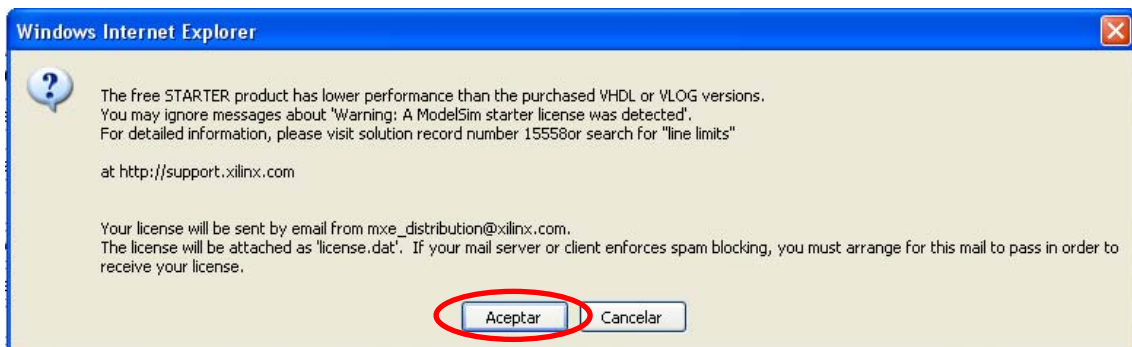 Windows Internet Explorer
The free STARTER product has lower performance than the purchased VHDL or VLOG versions.
You may ignore messages about 'Warning: A ModelSim starter license was detected'.
For detailed information, please visit solution record number 15558or search for "line limits"
at http://support.xilinx.com
Your license will be sent by email from mxe_distribution@xilinx.com.
The license will be attached as 'license.dat'. If your mail server or client enforces spam blocking, you must arrange for this mail to pass in order to
receive your license.
Aceptar Cancelar